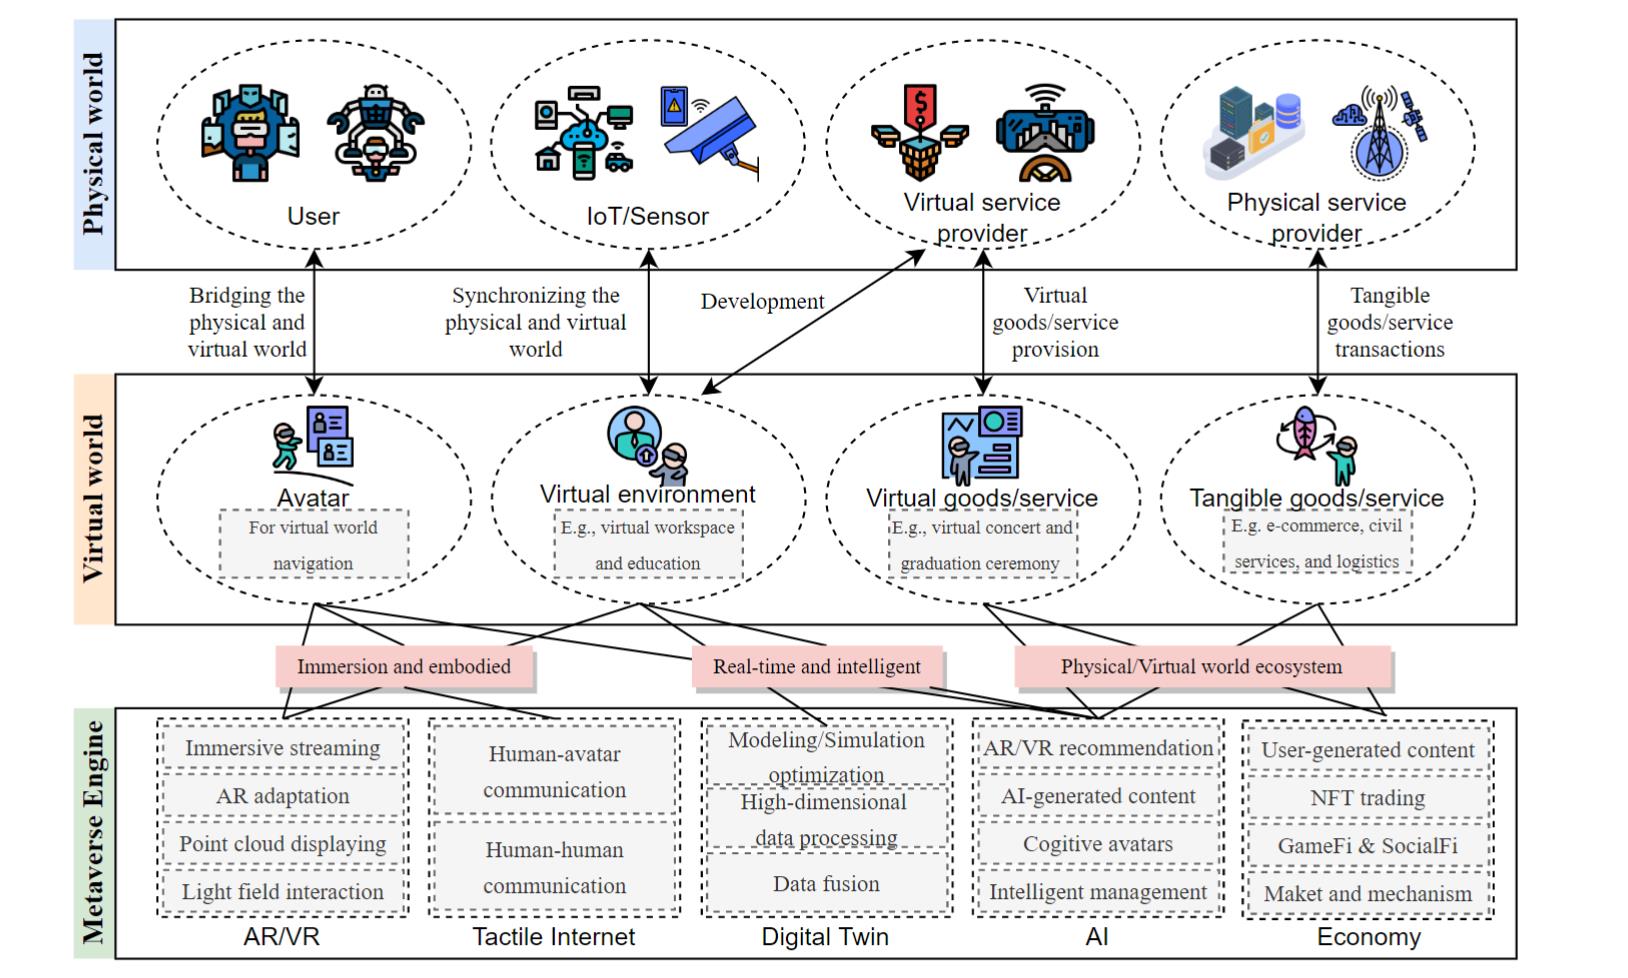 Physical world
User
IoT/Sensor
Virtual service
provider
Physical service
provider
Bridging the
physical and
virtual world
Synchronizing the
physical and virtual
world
Development
Virtual
goods/service
provision
Tangible
goods/service
transactions
Virtual world
Avatar
For virtual world
navigation
Virtual environment
E.g., virtual workspace
and education
Virtual goods/service
E.g., virtual concert and
graduation ceremony
Tangible goods/service
E.g. e-commerce, civil
services, and logistics
Immersion and embodied
Real-time and intelligent
Physical/Virtual world ecosystem
Metaverse Engine
Immersive streaming
AR adaptation
Point cloud displaying
Light field interaction
AR/VR
Human-avatar
communication
Human-human
communication
Tactile Internet
Modeling/Simulation
optimization
High-dimensional
data processing
Data fusion
Digital Twin
AR/VR recommendation
AI-generated content
Cogitive avatars
Intelligent management
AI
User-generated content
NFT trading
GameFi & SocialFi
Maket and mechanism
Economy